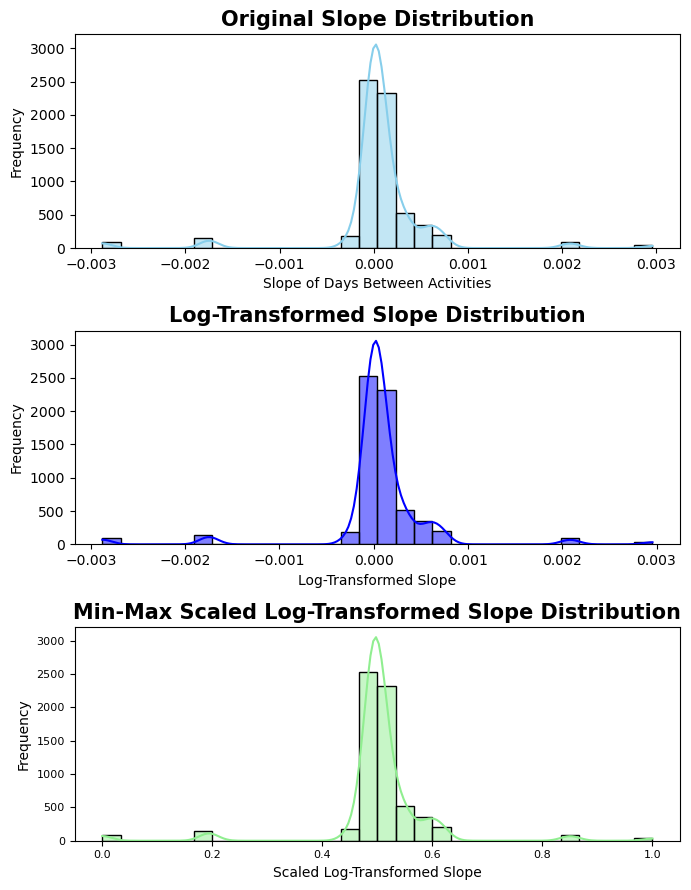 Original Slope Distribution
3000
2500
2000
1500
1000
500
0
Frequency
−0.003 −0.002 −0.001 0.000 0.001 0.002 0.003
Slope of Days Between Activities
Log-Transformed Slope Distribution
3000
2500
2000
1500
1000
500
0
Frequency
−0.003 −0.002 −0.001 0.000 0.001 0.002 0.003
Log-Transformed Slope
Min-Max Scaled Log-Transformed Slope Distribution
3000
2500
2000
1500
1000
500
0
Frequency
0.0 0.2 0.4 0.6 0.8 1.0
Scaled Log-Transformed Slope